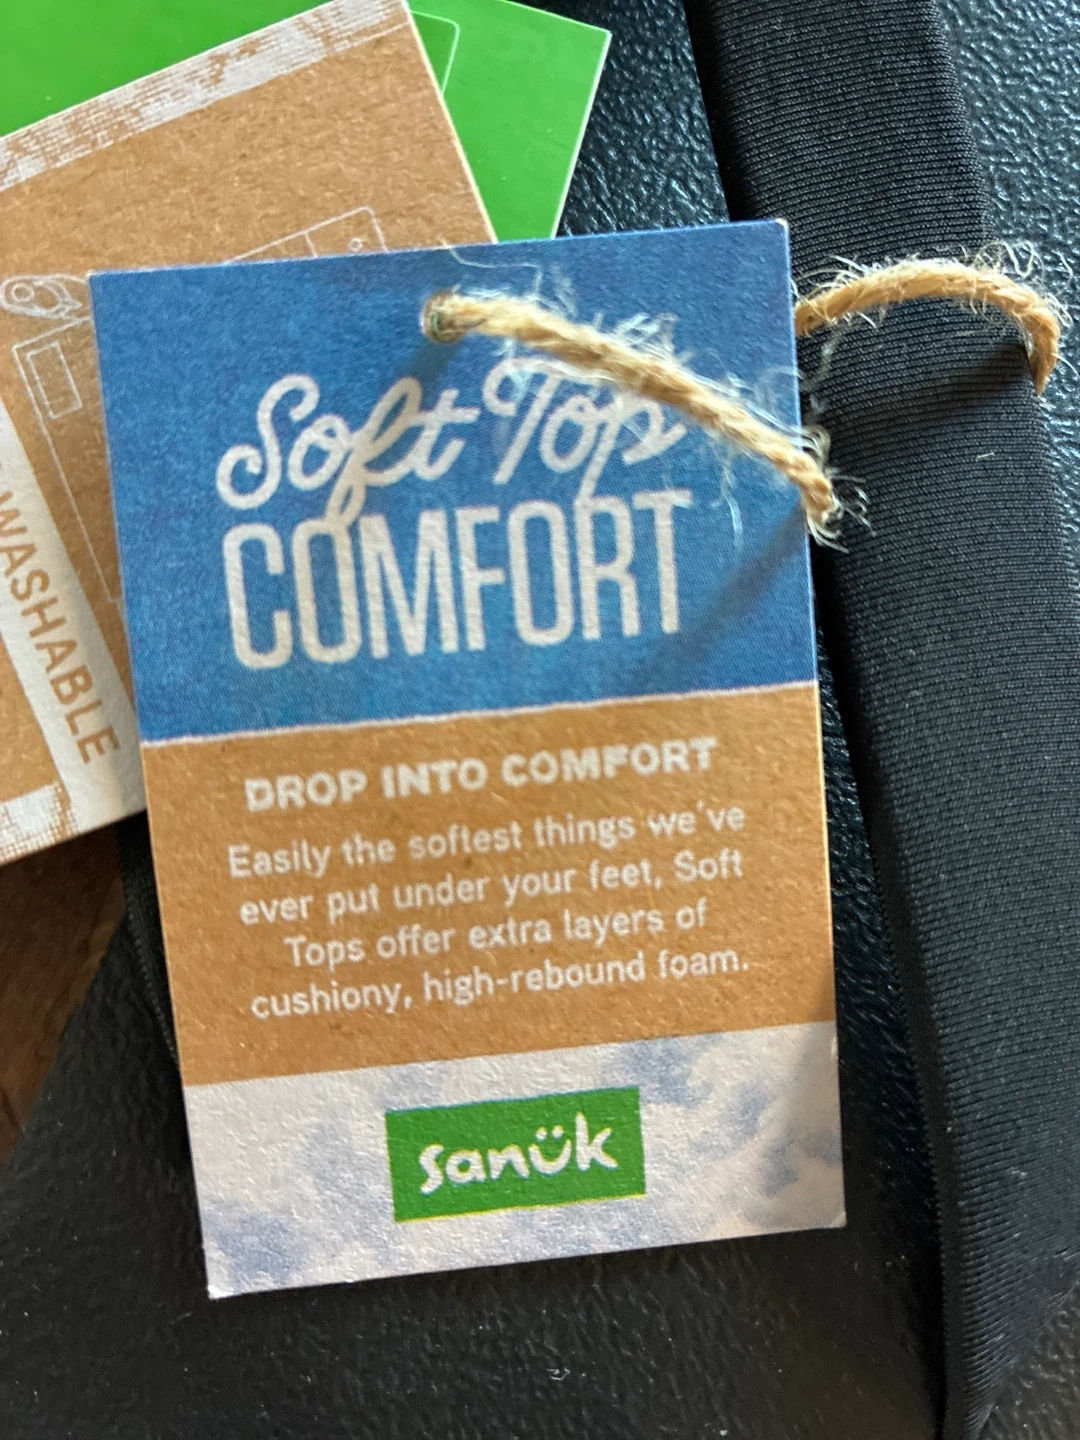 Soft Top
COMFORT
DROP INTO COMFORT
Easily the softest things we've
ever put under your feet, Soft
Tops offer extra layers of
cushiony, high-rebound foam.
sanük
WASHABLE